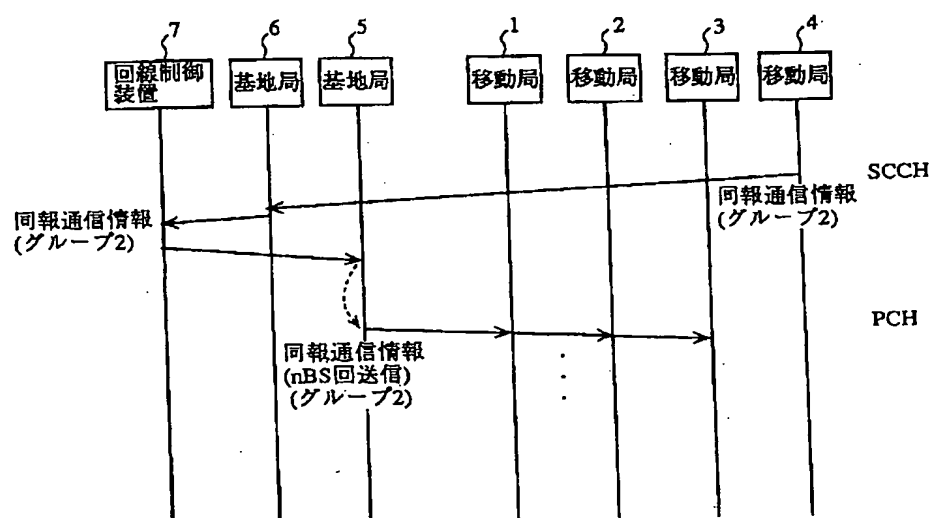 7 6 5 1 2 3 4
回線制御
装置
基地局
基地局
移動局
移動局
移動局
移動局
SCCH
同報通信情報
(グループ2)
同報通信情報
(グループ2)
PCH
同報通信情報
(nBS回送信)
(グループ2)